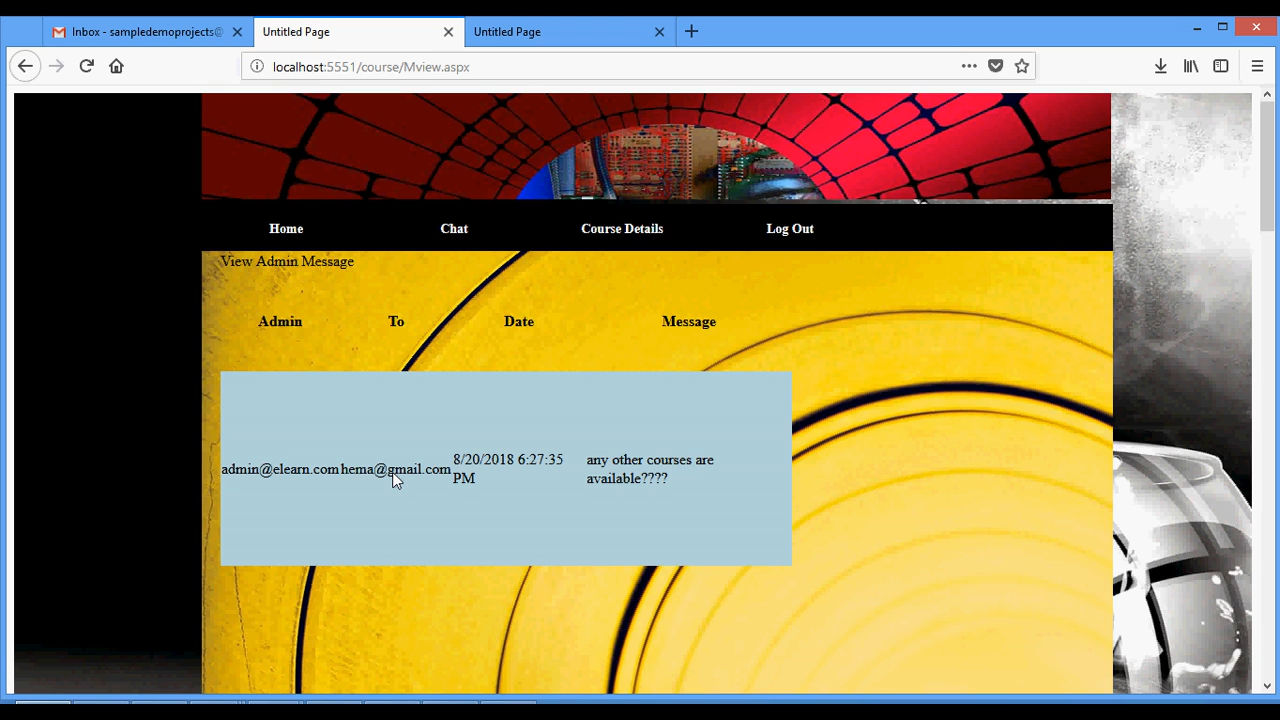 Inbox - sampledemoprojects@
Untitled Page
Untitled Page
localhost:5551/course/Mview.aspx
Home Chat Course Details Log Out
View Admin Message
Admin To Date Message
admin@elearn.com hema@gmail.com 8/20/2018 6:27:35 PM any other courses are available????